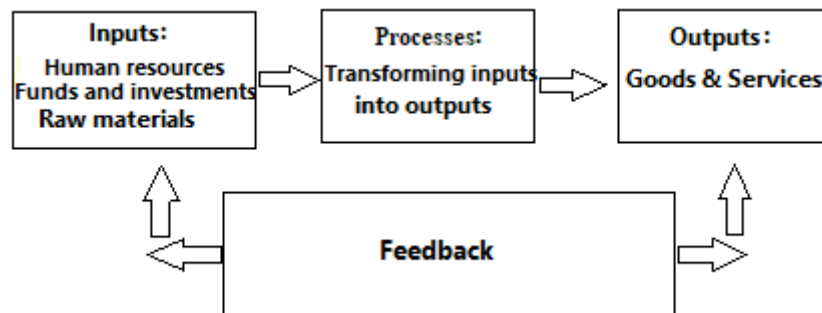 Inputs:
Human resources
Funds and investments
Raw materials
Processes:
Transforming inputs
into outputs
Outputs:
Goods & Services
Feedback